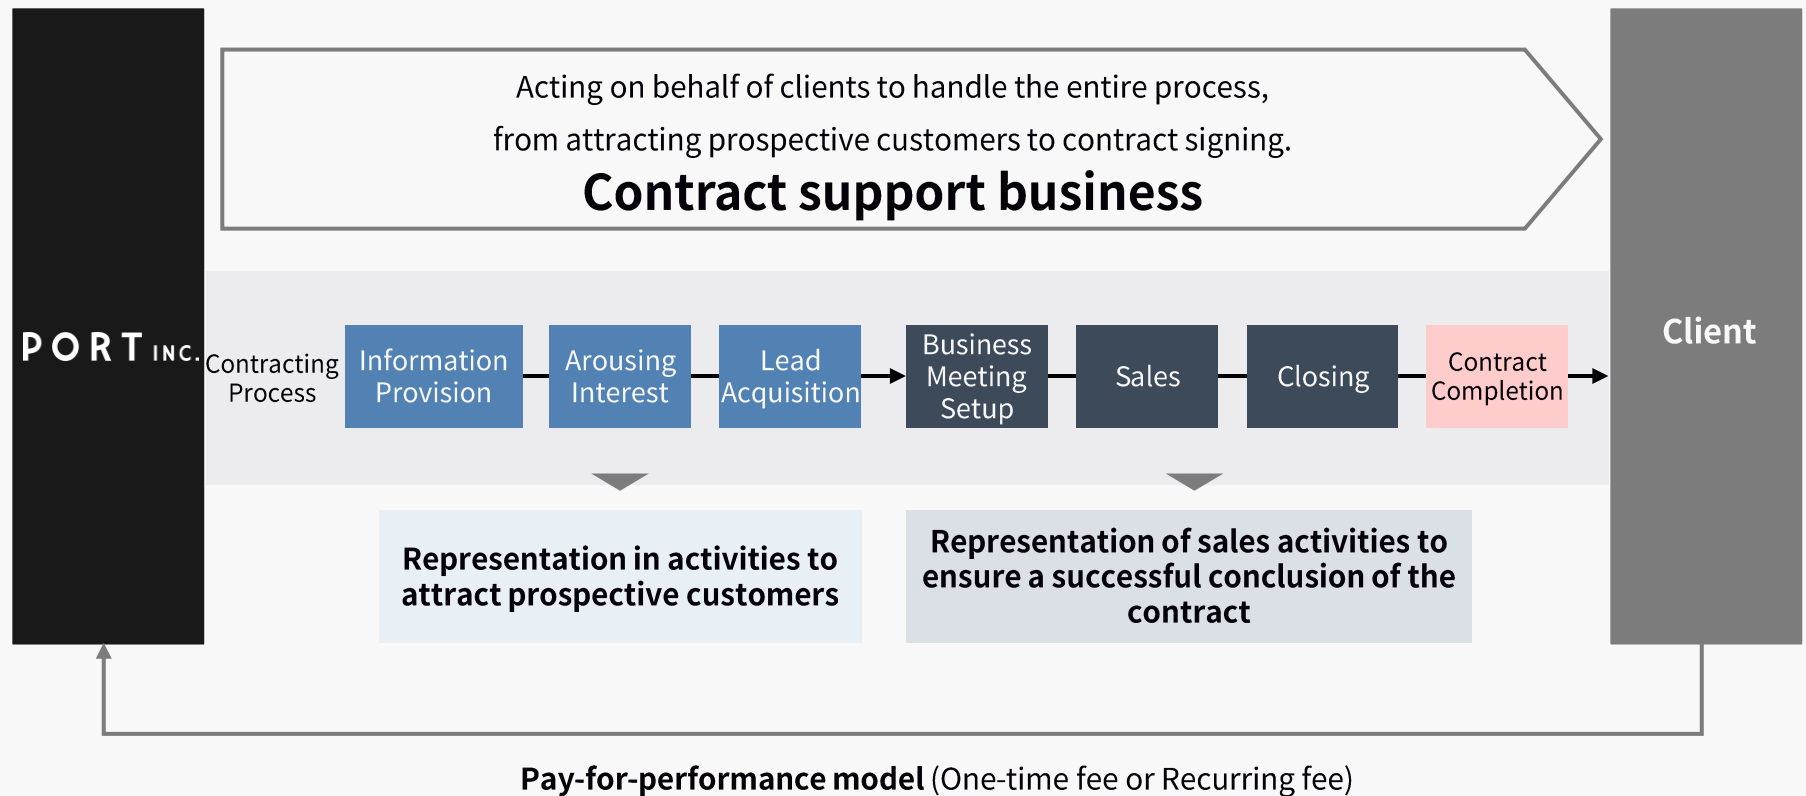 Acting on behalf of clients to handle the entire process,
from attracting prospective customers to contract signing.
Contract support business
PORT INC.
Contracting
Process
Information
Provision
Arousing
Interest
Lead
Acquisition
Business
Meeting
Setup
Sales
Closing
Contract
Completion
Client
Representation in activities to
attract prospective customers
Representation of sales activities to
ensure a successful conclusion of the
contract
Pay-for-performance model (One-time fee or Recurring fee)